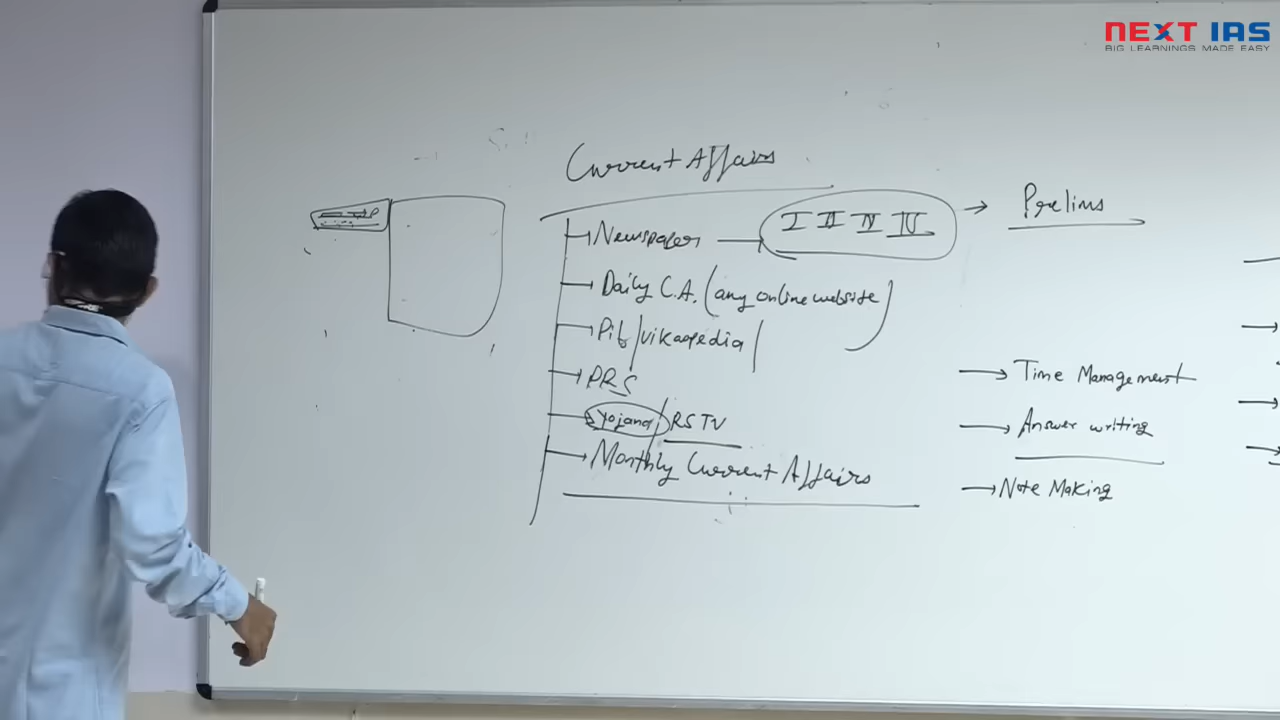 NEXT IAS
BIG LEARNINGS MADE EASY
Current Affairs
Newspaper → I II IV IV → Prelims
Daily C.A. (any online website)
Pib/vikaspedia/
PRS
Yojana/RSTV
Monthly Current Affairs
→ Time Management
→ Answer writing
→ Note Making